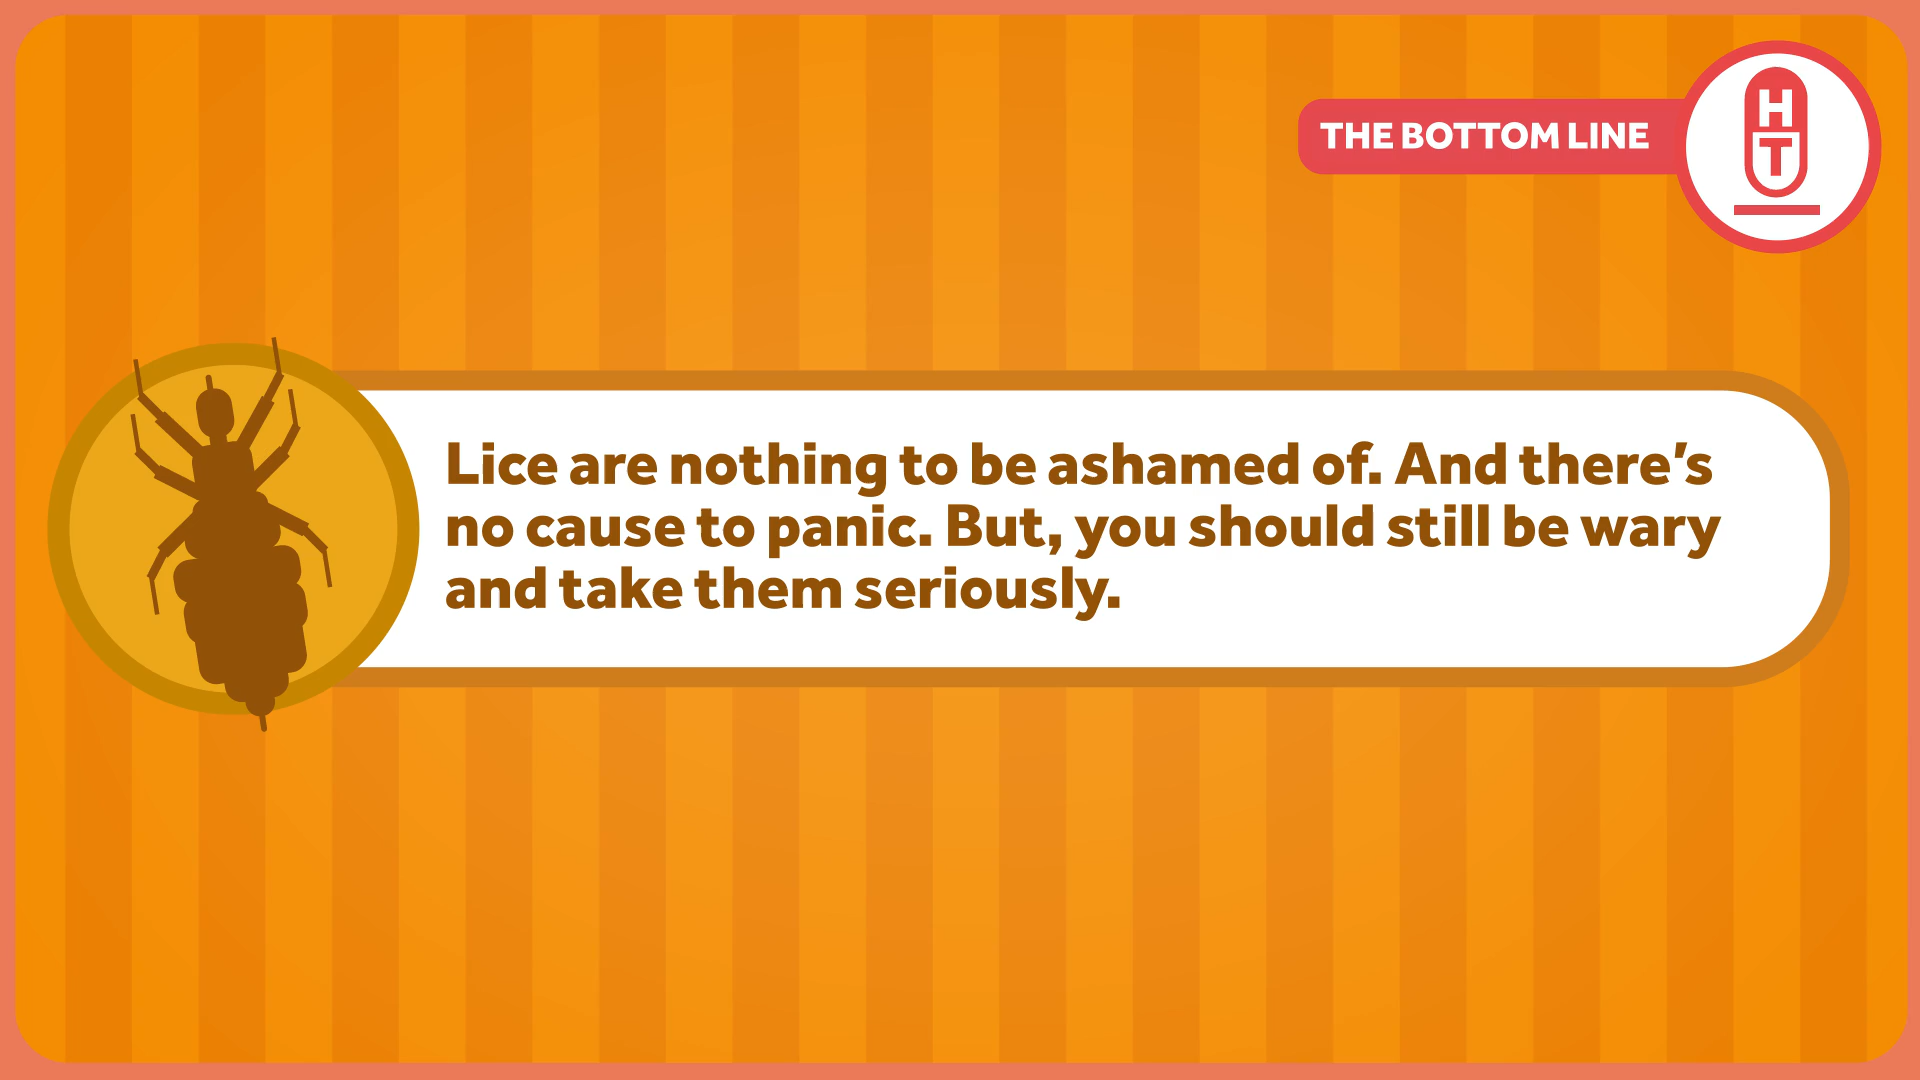 THE BOTTOM LINE
H
T
Lice are nothing to be ashamed of. And there's
no cause to panic. But, you should still be wary
and take them seriously.